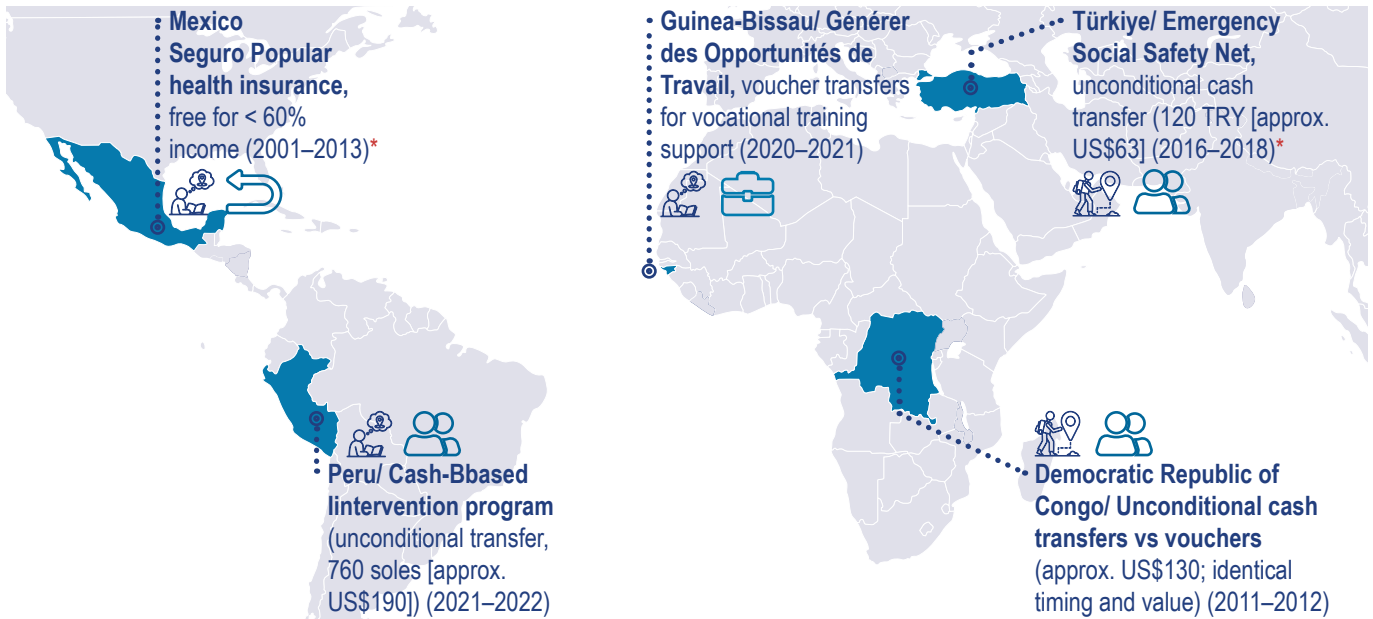 Mexico
Seguro Popular
health insurance,
free for < 60%
income (2001–2013)*
Guinea-Bissau/ Générer
des Opportunités de
Travail, voucher transfers
for vocational training
support (2020–2021)
Türkiye/ Emergency
Social Safety Net,
unconditional cash
transfer (120 TRY [approx.
US$63] (2016–2018)*
Peru/ Cash-Bbased
Iintervention program
(unconditional transfer,
760 soles [approx.
US$190]) (2021–2022)
Democratic Republic of
Congo/ Unconditional cash
transfers vs vouchers
(approx. US$130; identical
timing and value) (2011–2012)